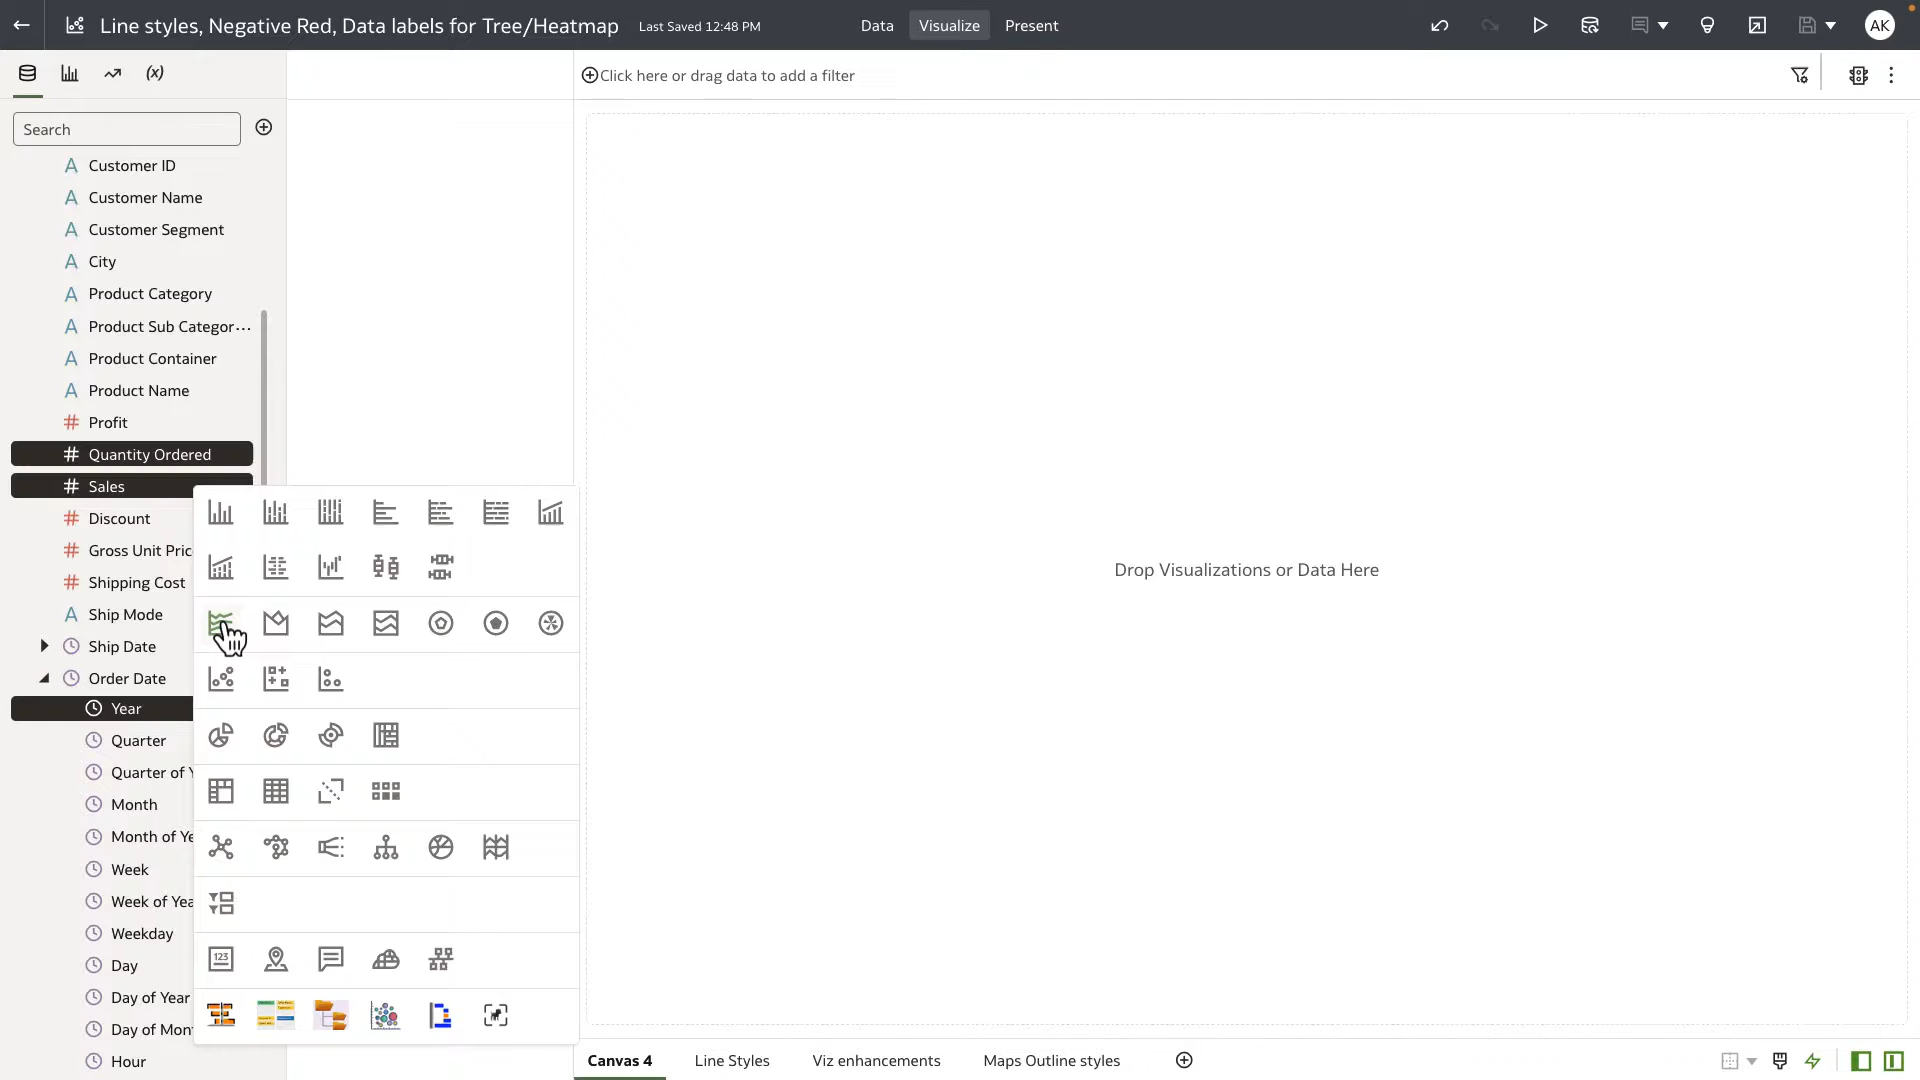 Line styles, Negative Red, Data labels for Tree/Heatmap
Last Saved 12:48 PM
Data
Visualize
Present
AK
(x)
Click here or drag data to add a filter
Search
Customer ID
Customer Name
Customer Segment
City
Product Category
Product Sub Categor...
Product Container
Product Name
Profit
Quantity Ordered
Sales
Discount
Gross Unit Pric
Shipping Cost
Ship Mode
Ship Date
Order Date
Year
Quarter
Quarter of Y
Month
Month of Ye
Week
Week of Yea
Weekday
Day
Day of Year
Day of Mon
Hour
123
Drop Visualizations or Data Here
Canvas 4
Line Styles
Viz enhancements
Maps Outline styles